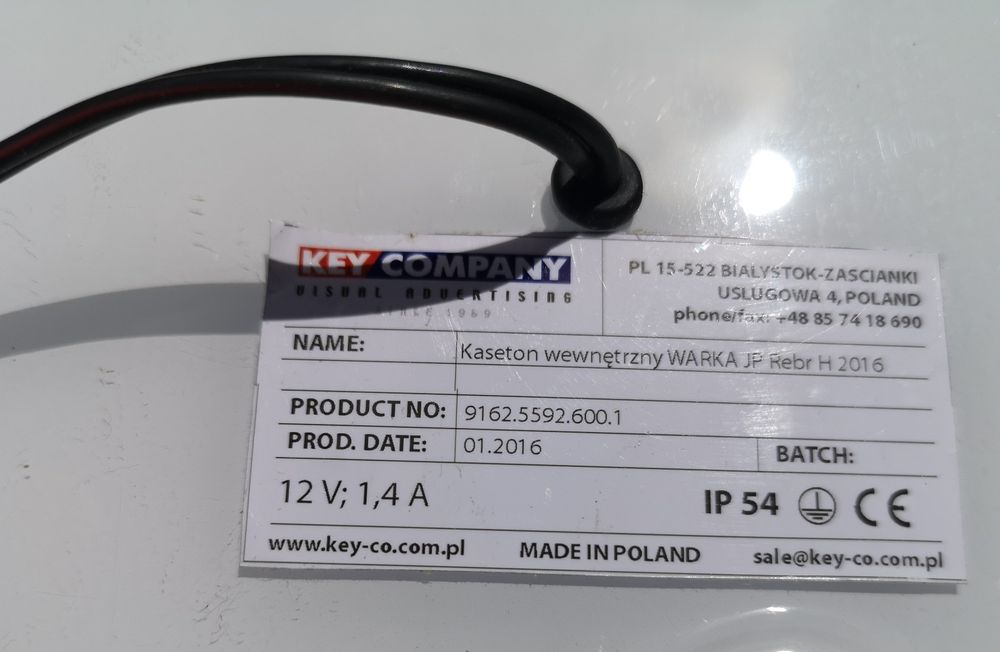 KEY COMPANY
VISUAL ADVERTISING
SINCE 1989
PL 15-522 BIALYSTOK-ZASCIANKI
USLUGOWA 4, POLAND
phone/fax: +48 85 74 18 690
NAME: Kaseton wewnętrzny WARKA JP Rebr H 2016
PRODUCT NO: 9162.5592.600.1
PROD. DATE: 01.2016 BATCH:
12 V; 1,4 A IP 54 CE
www.key-co.com.pl MADE IN POLAND sale@key-co.com.pl